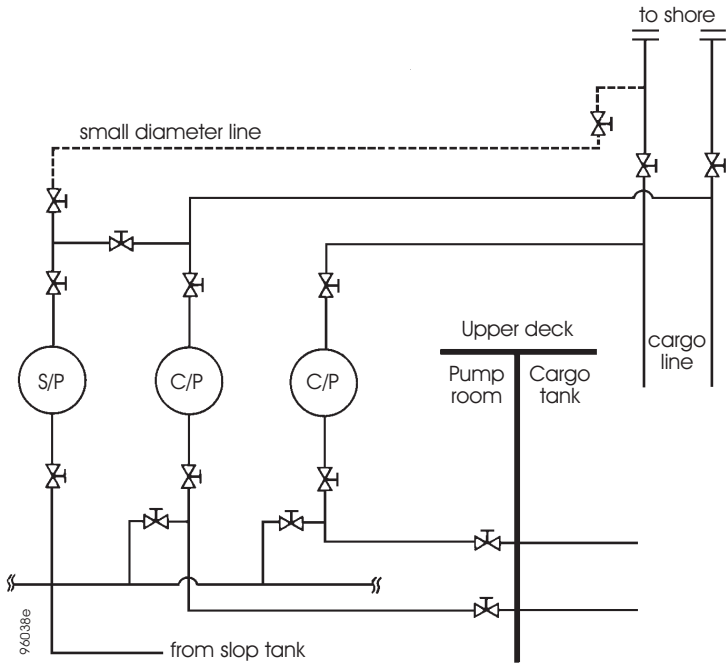 to shore
small diameter line
Upper deck
cargo
line
S/P
C/P
C/P
Pump
room
Cargo
tank
96038e
from slop tank